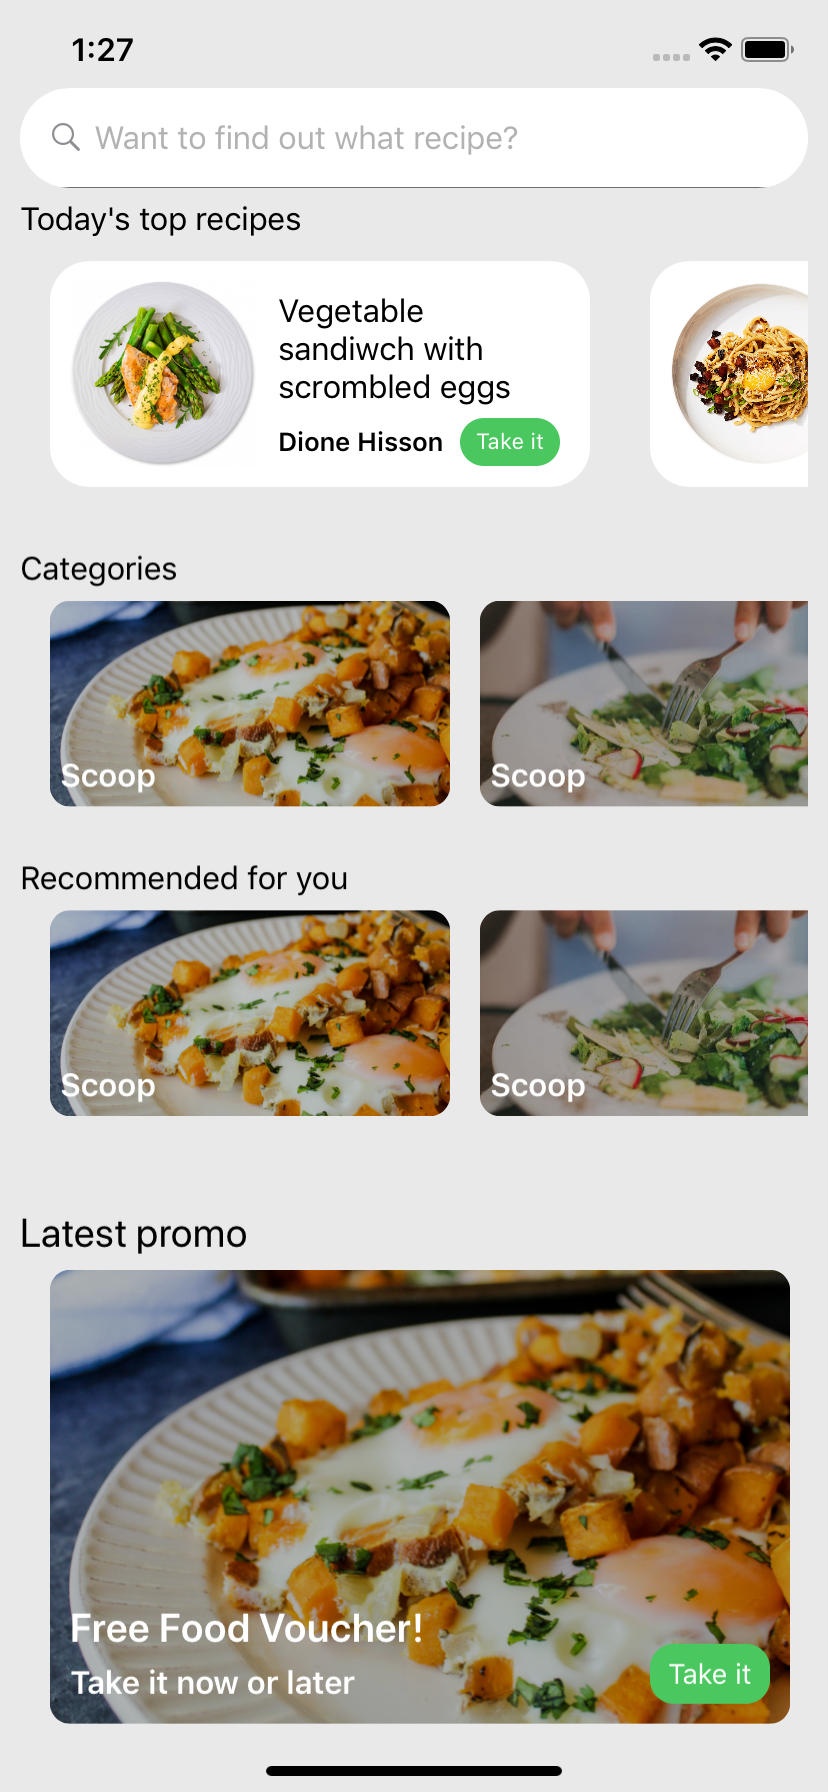 1:27
Want to find out what recipe?
Today's top recipes
Vegetable
sandiwch with
scrombled eggs
Dione Hisson
Take it
Categories
Scoop
Scoop
Recommended for you
Scoop
Scoop
Latest promo
Free Food Voucher!
Take it now or later
Take it